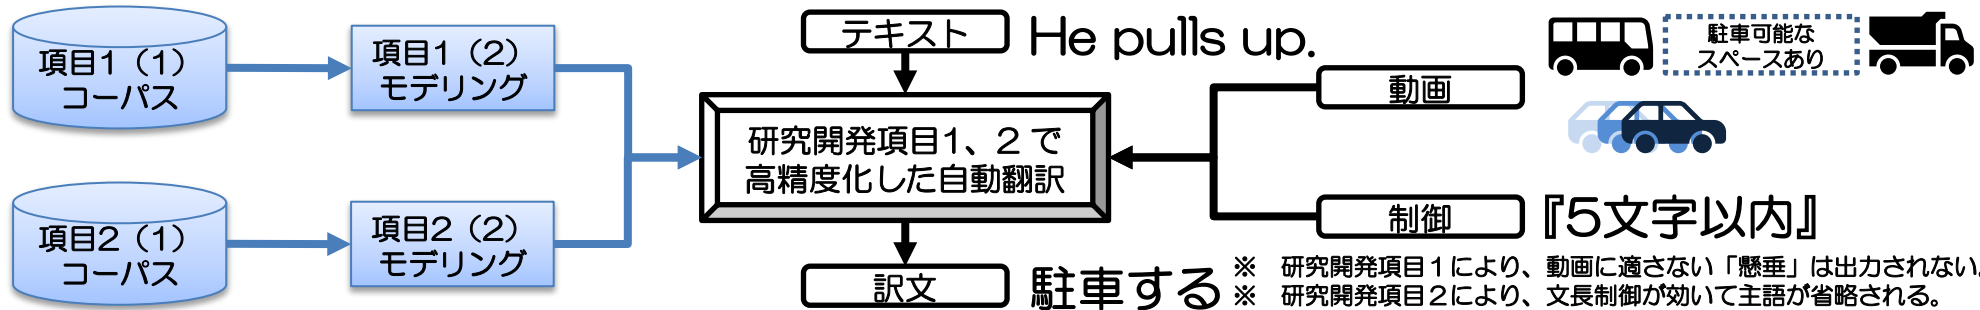 項目1（1）
コーパス
項目1（2）
モデリング
項目2（1）
コーパス
項目2（2）
モデリング
テキスト
He pulls up.
研究開発項目1、2で
高精度化した自動翻訳
訳文
駐車する
動画
駐車可能な
スペースあり
制御
『5文字以内』
※　研究開発項目1により、動画に適さない「懸垂」は出力されない。
※　研究開発項目2により、文長制御が効いて主語が省略される。